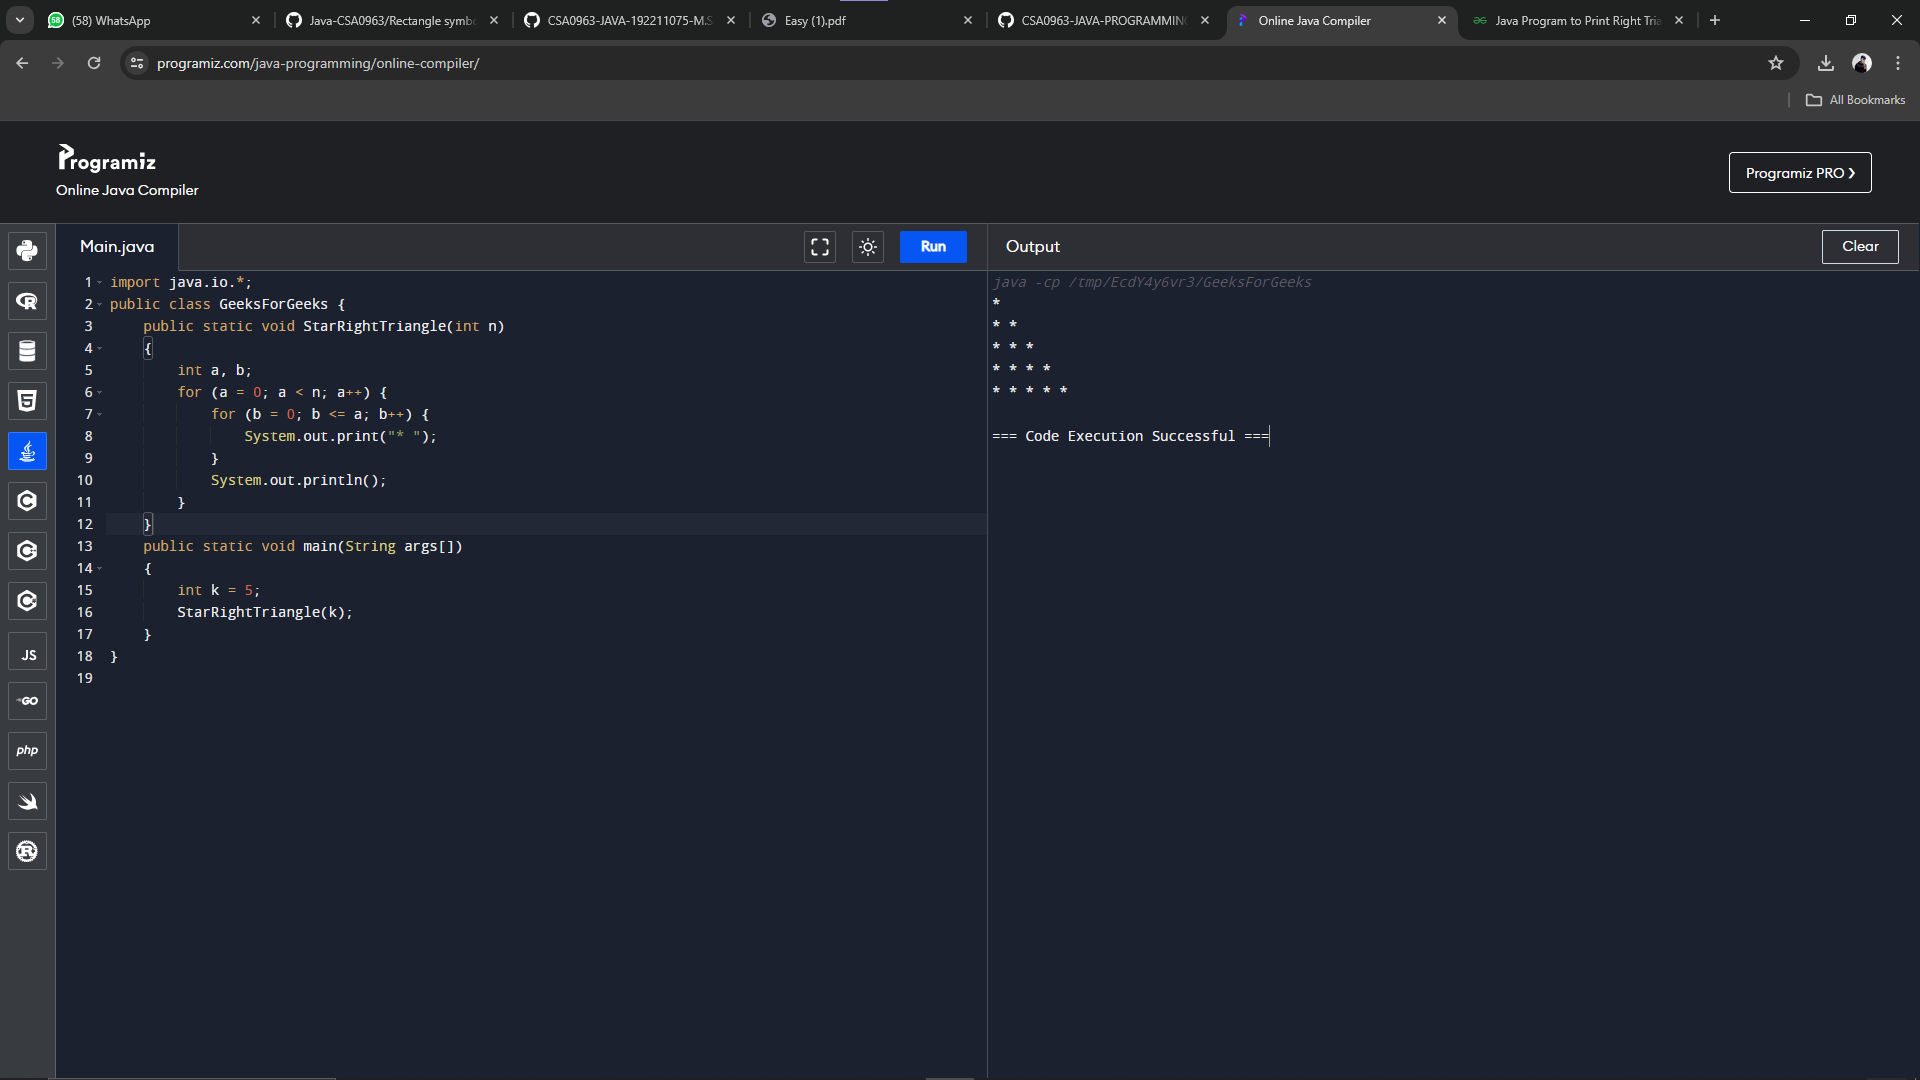 (58) WhatsApp
Java-CSA0963/Rectangle symbo
CSA0963-JAVA-192211075-M.S
Easy (1).pdf
CSA0963-JAVA-PROGRAMMING
Online Java Compiler
Java Program to Print Right Tria
programiz.com/java-programming/online-compiler/
All Bookmarks
Programiz
Online Java Compiler
Programiz PRO ❯
Main.java
Run
Output
Clear
1 import java.io.*;
2 public class GeeksForGeeks {
3     public static void StarRightTriangle(int n)
4     {
5         int a, b;
6         for (a = 0; a < n; a++) {
7             for (b = 0; b <= a; b++) {
8                 System.out.print("* ");
9             }
10             System.out.println();
11         }
12     }
13     public static void main(String args[])
14     {
15         int k = 5;
16         StarRightTriangle(k);
17     }
18 }
19
java -cp /tmp/EcdY4y6vr3/GeeksForGeeks
*
* *
* * *
* * * *
* * * * *
=== Code Execution Successful ===
JS
GO
php